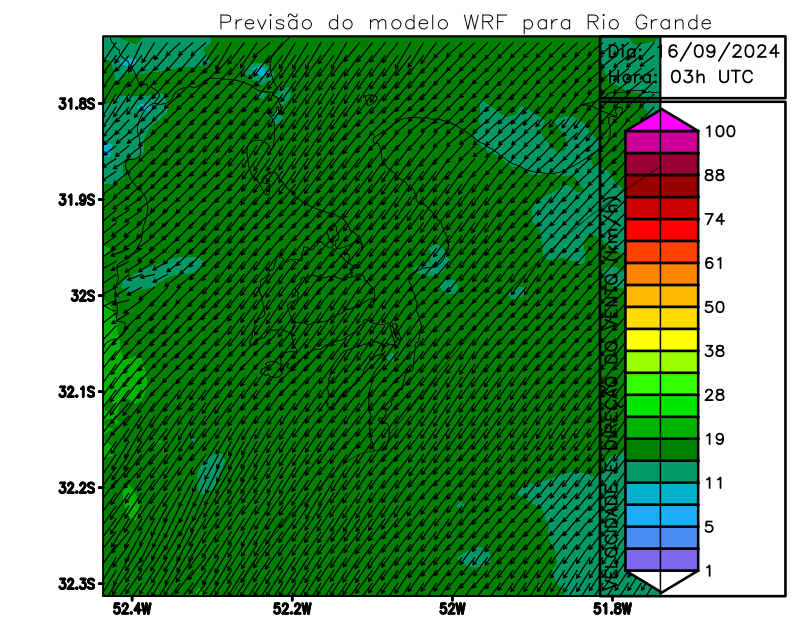 Previsão do modelo WRF para Rio Grande
Dia: 16/09/2024
Hora: 03h UTC
31.8S
31.9S
32S
32.1S
32.2S
32.3S
52.4W
52.2W
52W
51.8W
VELOCIDADE E DIREÇÃO DO VENTO (km/h)
100
88
74
61
50
38
28
19
11
5
1